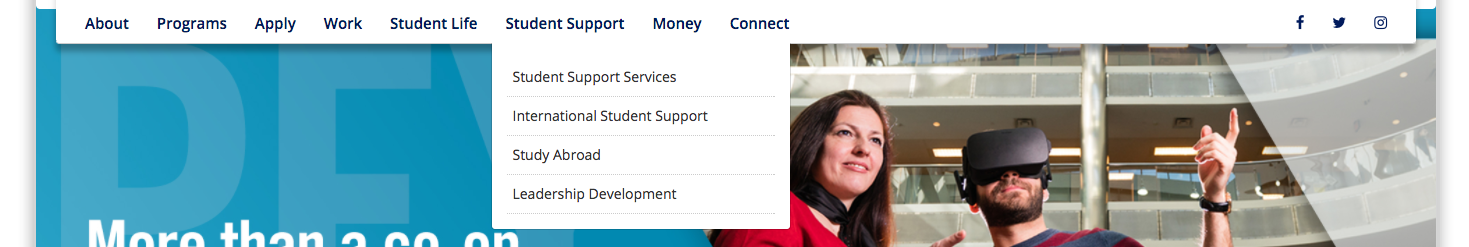 About Programs Apply Work Student Life Student Support Money Connect
Student Support Services
International Student Support
Study Abroad
Leadership Development
More than a co-op